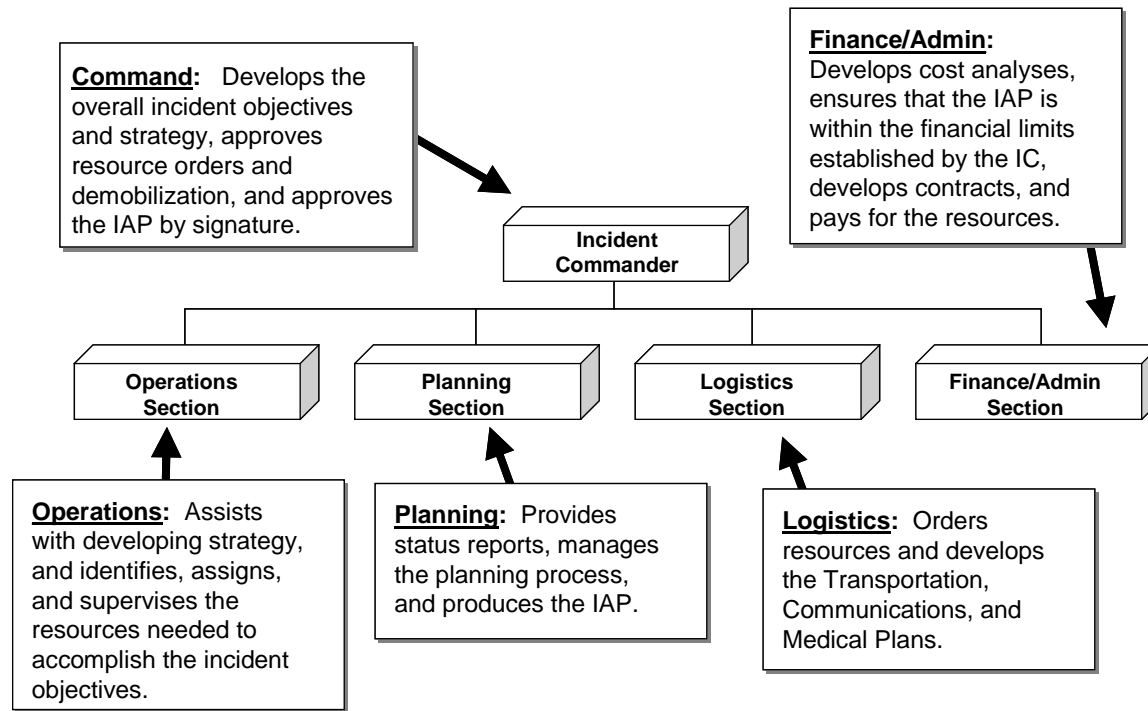 Command: Develops the
overall incident objectives
and strategy, approves
resource orders and
demobilization, and approves
the IAP by signature.
Finance/Admin:
Develops cost analyses,
ensures that the IAP is
within the financial limits
established by the IC,
develops contracts, and
pays for the resources.
Incident
Commander
Operations
Section
Planning
Section
Logistics
Section
Finance/Admin
Section
Operations: Assists
with developing strategy,
and identifies, assigns,
and supervises the
resources needed to
accomplish the incident
objectives.
Planning: Provides
status reports, manages
the planning process,
and produces the IAP.
Logistics: Orders
resources and develops
the Transportation,
Communications, and
Medical Plans.